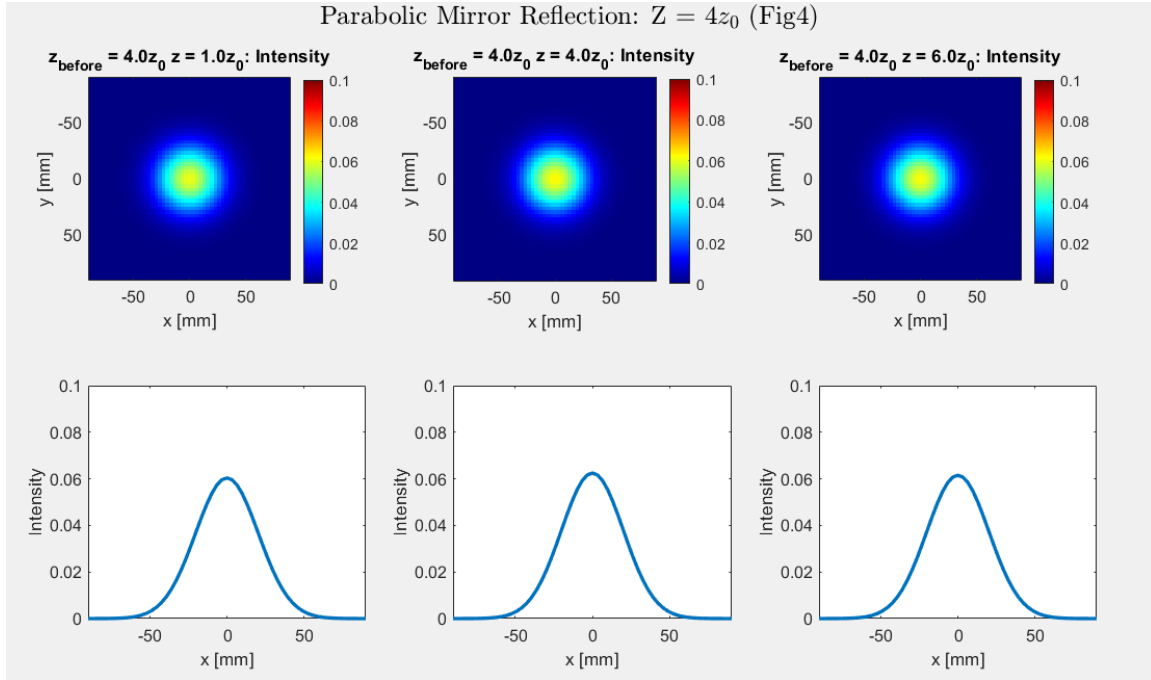 Parabolic Mirror Reflection: Z = 4z₀ (Fig4)
z_before = 4.0z₀ z = 1.0z₀: Intensity
z_before = 4.0z₀ z = 4.0z₀: Intensity
z_before = 4.0z₀ z = 6.0z₀: Intensity
y [mm]
-50
0
50
-50 0 50
x [mm]
0.1
0.08
0.06
0.04
0.02
0
y [mm]
-50
0
50
-50 0 50
x [mm]
0.1
0.08
0.06
0.04
0.02
0
y [mm]
-50
0
50
-50 0 50
x [mm]
0.1
0.08
0.06
0.04
0.02
0
Intensity
0.1
0.08
0.06
0.04
0.02
0
-50 0 50
x [mm]
Intensity
0.1
0.08
0.06
0.04
0.02
0
-50 0 50
x [mm]
Intensity
0.1
0.08
0.06
0.04
0.02
0
-50 0 50
x [mm]